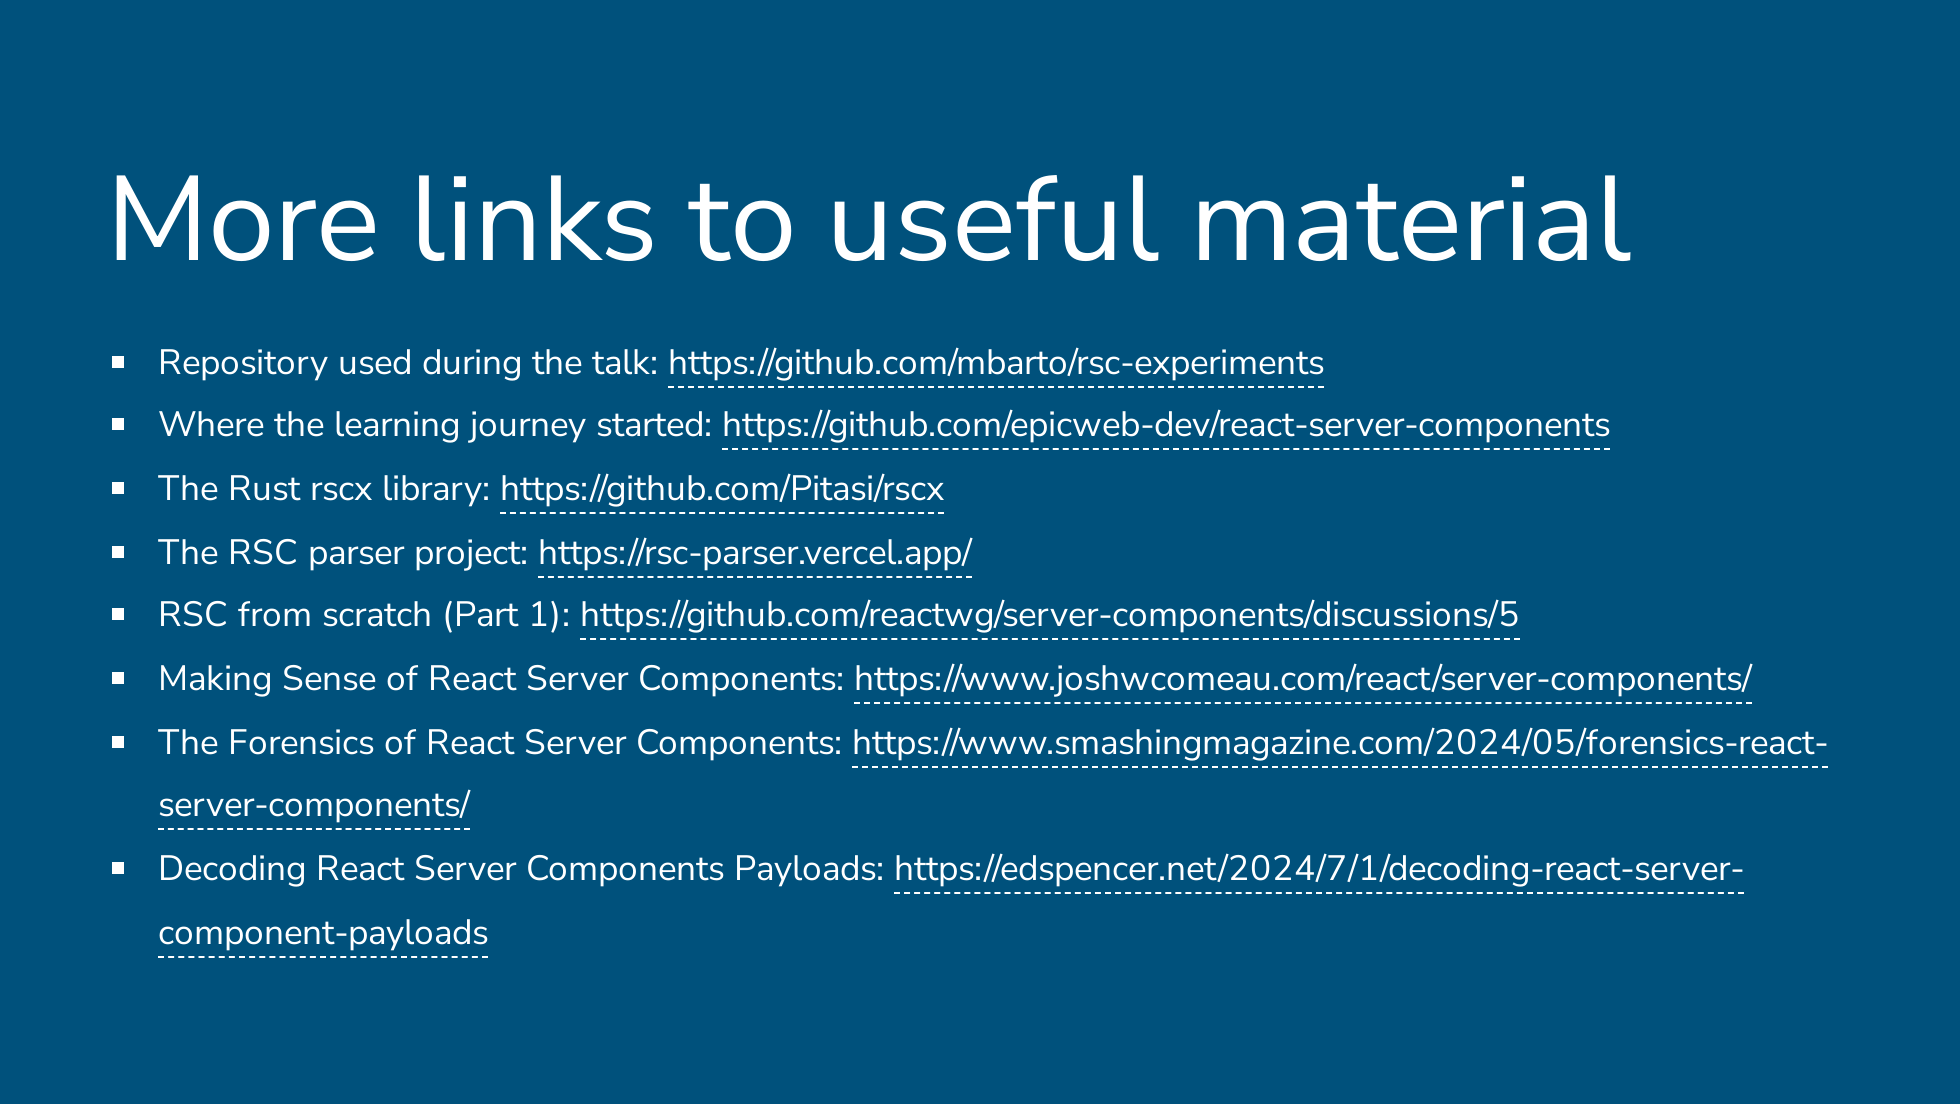 More links to useful material
Repository used during the talk: https://github.com/mbarto/rsc-experiments
Where the learning journey started: https://github.com/epicweb-dev/react-server-components
The Rust rscx library: https://github.com/Pitasi/rscx
The RSC parser project: https://rsc-parser.vercel.app/
RSC from scratch (Part 1): https://github.com/reactwg/server-components/discussions/5
Making Sense of React Server Components: https://www.joshwcomeau.com/react/server-components/
The Forensics of React Server Components: https://www.smashingmagazine.com/2024/05/forensics-react-
server-components/
Decoding React Server Components Payloads: https://edspencer.net/2024/7/1/decoding-react-server-
component-payloads